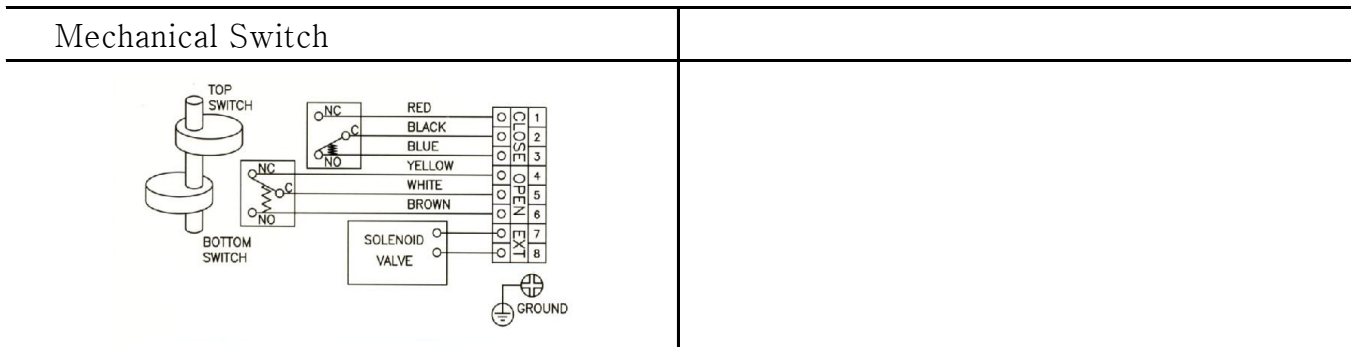 Mechanical Switch
TOP
SWITCH
NC
RED
CLOSE
1
C
BLACK
2
BLUE
3
NO
NC
YELLOW
OPEN
4
C
WHITE
5
BROWN
6
NO
SOLENOID
VALVE
EXT
7
8
BOTTOM
SWITCH
GROUND